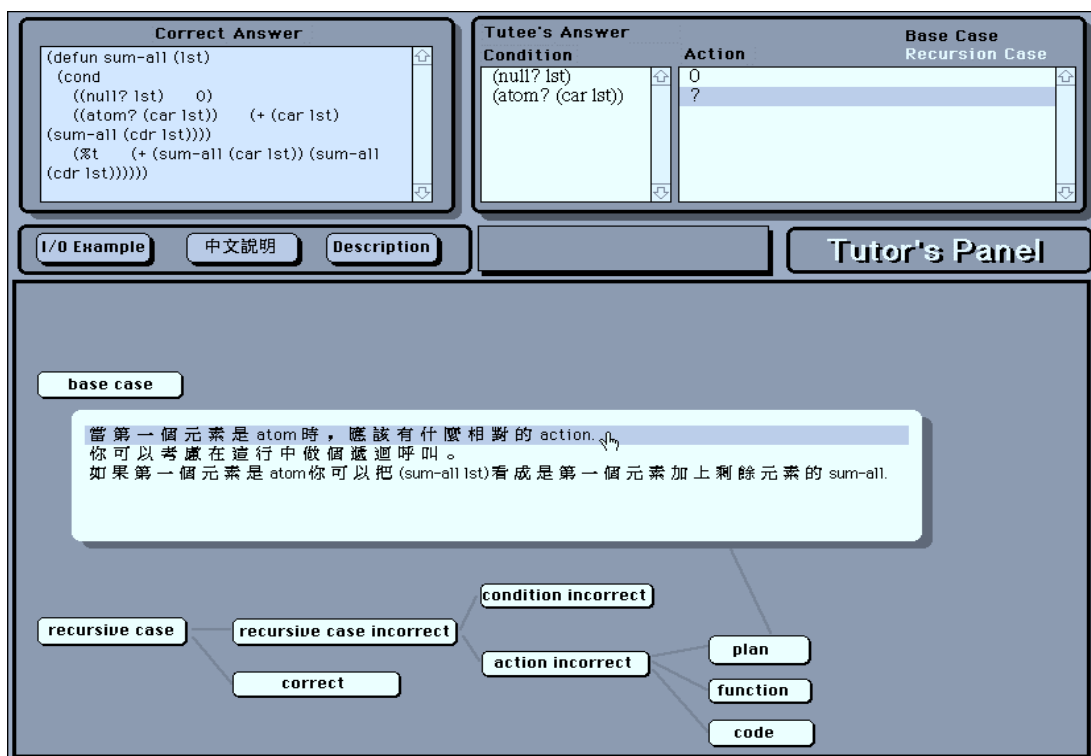 Correct Answer
(defun sum-all (lst)
(cond
((null? lst) 0)
((atom? (car lst)) (+ (car lst)
(sum-all (cdr lst))))
(%t (+ (sum-all (car lst)) (sum-all
(cdr lst))))))
Tutee's Answer
Base Case
Condition
Action
Recursion Case
(null? lst)
0
(atom? (car lst))
?
I/O Example
中文說明
Description
Tutor's Panel
base case
當第一個元素是 atom 時，應該有什麼相對的 action.
你可以考慮在這行中做個遞迴呼叫。
如果第一個元素是 atom 你可以把 (sum-all lst) 看成是第一個元素加上剩餘元素的 sum-all.
condition incorrect
recursive case
recursive case incorrect
plan
action incorrect
correct
function
code